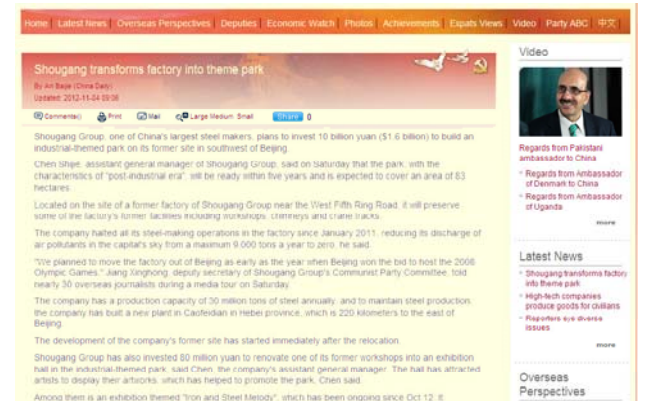 Home | Latest News | Overseas Perspectives | Deputies | Economic Watch | Photos | Achievements | Expats Views | Video | Party ABC | 中文 |
Shougang transforms factory into theme park
By An Baijie (China Daily)
Updated: 2012-11-04 09:08
Comments() Print Mail Large Medium Small Share 0
Shougang Group, one of China's largest steel makers, plans to invest 10 billion yuan ($1.6 billion) to build an
industrial-themed park on its former site in southwest of Beijing.
Chen Shijie, assistant general manager of Shougang Group, said on Saturday that the park, with the
characteristics of "post-industrial era", will be ready within five years and is expected to cover an area of 83
hectares.
Located on the site of a former factory of Shougang Group near the West Fifth Ring Road, it will preserve
some of the factory's former facilities including workshops, chimneys and crane tracks.
The company halted all its steel-making operations in the factory since January 2011, reducing its discharge of
air pollutants in the capital's sky from a maximum 9,000 tons a year to zero, he said.
"We planned to move the factory out of Beijing as early as the year when Beijing won the bid to host the 2008
Olympic Games," Jiang Xinghong, deputy secretary of Shougang Group's Communist Party Committee, told
nearly 30 overseas journalists during a media tour on Saturday.
The company has a production capacity of 30 million tons of steel annually, and to maintain steel production,
the company has built a new plant in Caofeidian in Hebei province, which is 220 kilometers to the east of
Beijing.
The development of the company's former site has started immediately after the relocation.
Shougang Group has also invested 80 million yuan to renovate one of its former workshops into an exhibition
hall in the industrial-themed park, said Chen, the company's assistant general manager. The hall has attracted
artists to display their artworks, which has helped to promote the park, Chen said.
Among them is an exhibition themed "Iron and Steel Melody", which has been ongoing since Oct 12. It
Video
Regards from Pakistani
ambassador to China
Regards from Ambassador
of Denmark to China
Regards from Ambassador
of Uganda
more
Latest News
Shougang transforms factory
into theme park
High-tech companies
produce goods for civilians
Reporters eye diverse
issues
more
Overseas
Perspectives